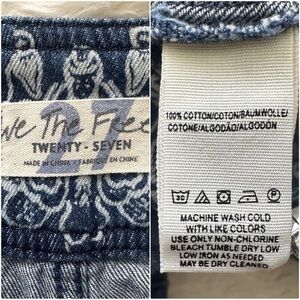 27
We The Free
TWENTY - SEVEN
MADE IN CHINA / FABRIQUÉ EN CHINE
100% COTTON/COTON/BAUMWOLLE/
COTONE/ALGODÃO/ALGODÓN
30
MACHINE WASH COLD
WITH LIKE COLORS
USE ONLY NON-CHLORINE
BLEACH TUMBLE DRY LOW
LOW IRON AS NEEDED
MAY BE DRY CLEANED